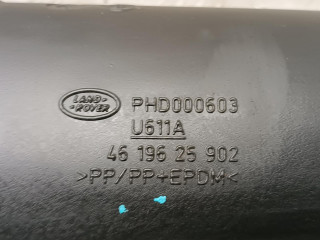 LAND-
ROVER
PHD000603
U611A
46 196 25 902
>PP/PP+EPDM<